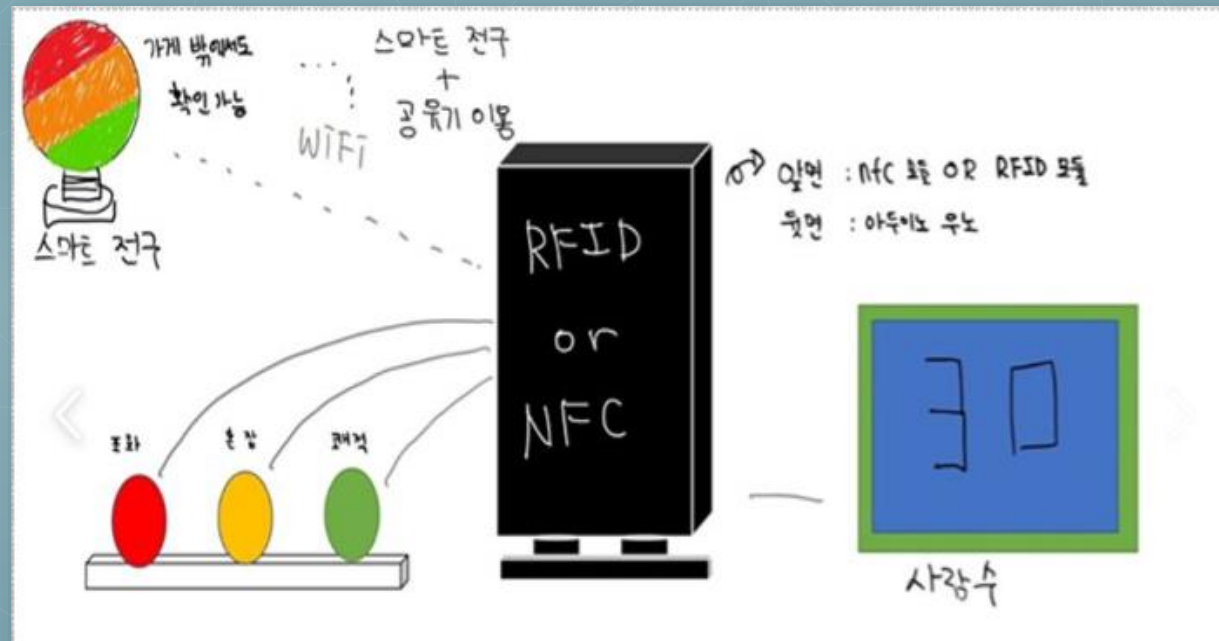 가게 밖에서도
확인 가능
스마트 전구
+
공유기 이용
WiFi
스마트 전구
RFID
or
NFC
앞면 : nfc 모듈 OR RFID 모듈
뒷면 : 아두이노 우노
포화
혼잡
쾌적
30
사람수